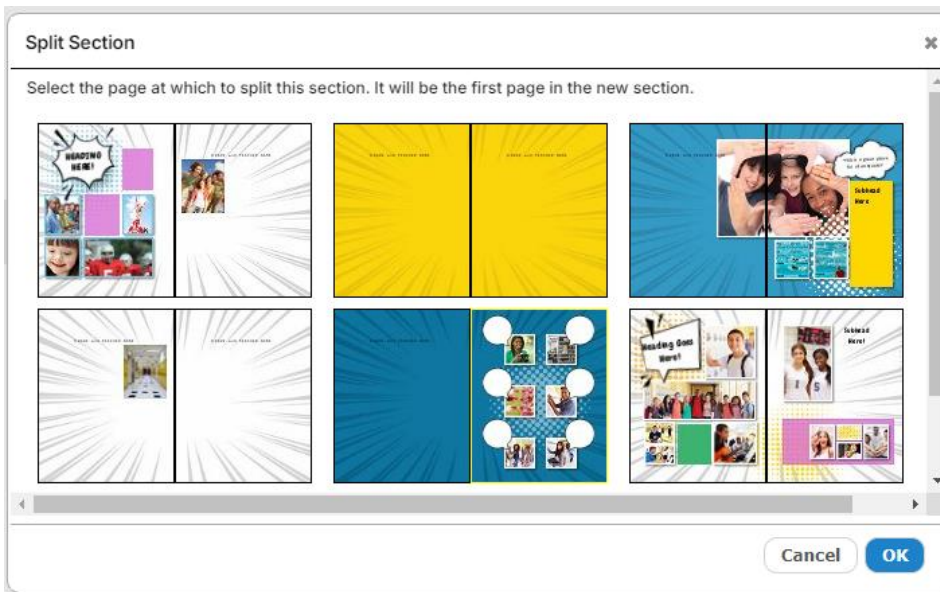 Split Section
Select the page at which to split this section. It will be the first page in the new section.
HEADING
HERE!
Subhead
Here
Heading Goes
Here!
Subhead
Here!
Cancel
OK